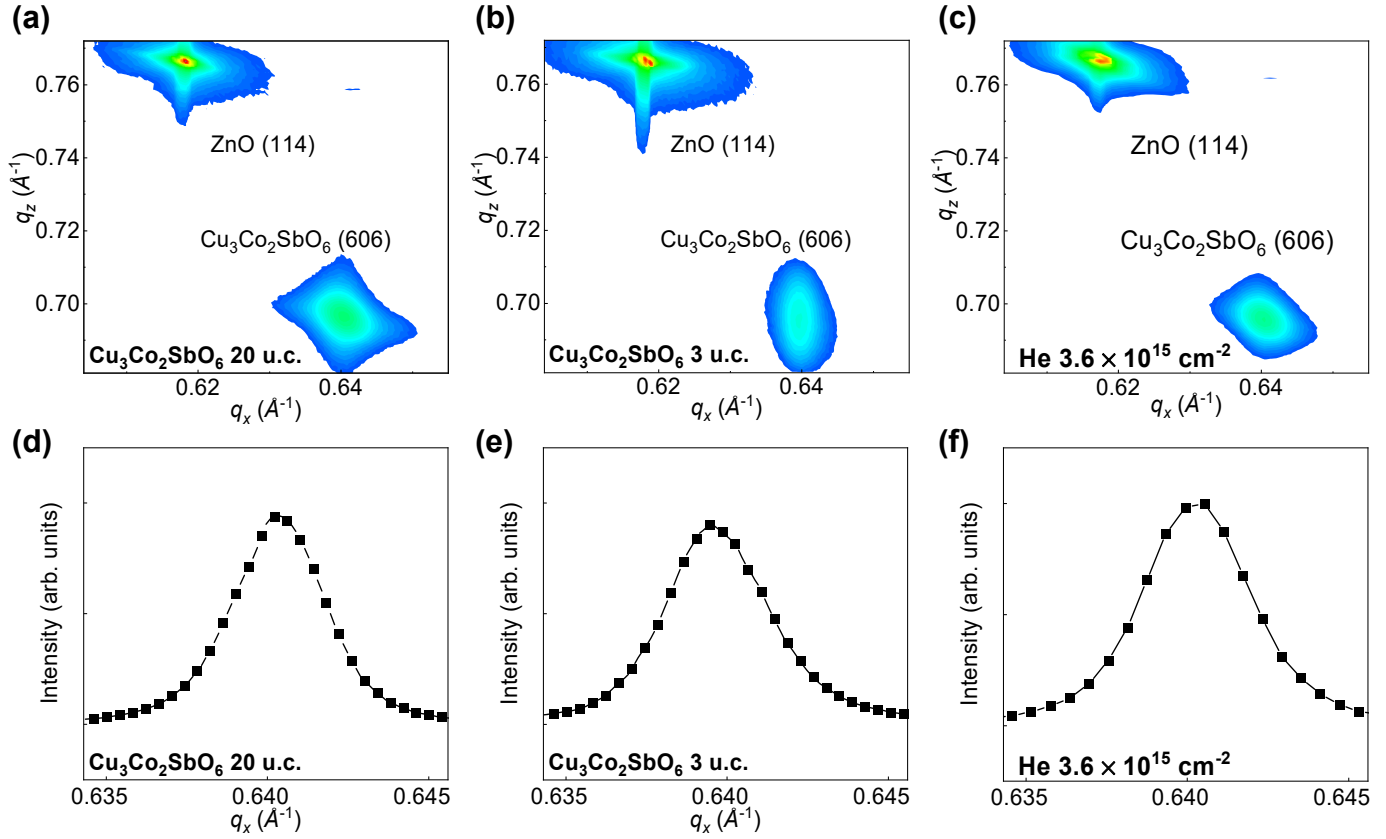 (a)
0.76
0.74
0.72
0.70
q_z (Å⁻¹)
ZnO (114)
Cu₃Co₂SbO₆ (606)
Cu₃Co₂SbO₆ 20 u.c.
0.62
0.64
q_x (Å⁻¹)
(b)
0.76
0.74
0.72
0.70
q_z (Å⁻¹)
ZnO (114)
Cu₃Co₂SbO₆ (606)
Cu₃Co₂SbO₆ 3 u.c.
0.62
0.64
q_x (Å⁻¹)
(c)
0.76
0.74
0.72
0.70
q_z (Å⁻¹)
ZnO (114)
Cu₃Co₂SbO₆ (606)
He 3.6 × 10¹⁵ cm⁻²
0.62
0.64
q_x (Å⁻¹)
(d)
Intensity (arb. units)
Cu₃Co₂SbO₆ 20 u.c.
0.635
0.640
0.645
q_x (Å⁻¹)
(e)
Intensity (arb. units)
Cu₃Co₂SbO₆ 3 u.c.
0.635
0.640
0.645
q_x (Å⁻¹)
(f)
Intensity (arb. units)
He 3.6 × 10¹⁵ cm⁻²
0.635
0.640
0.645
q_x (Å⁻¹)